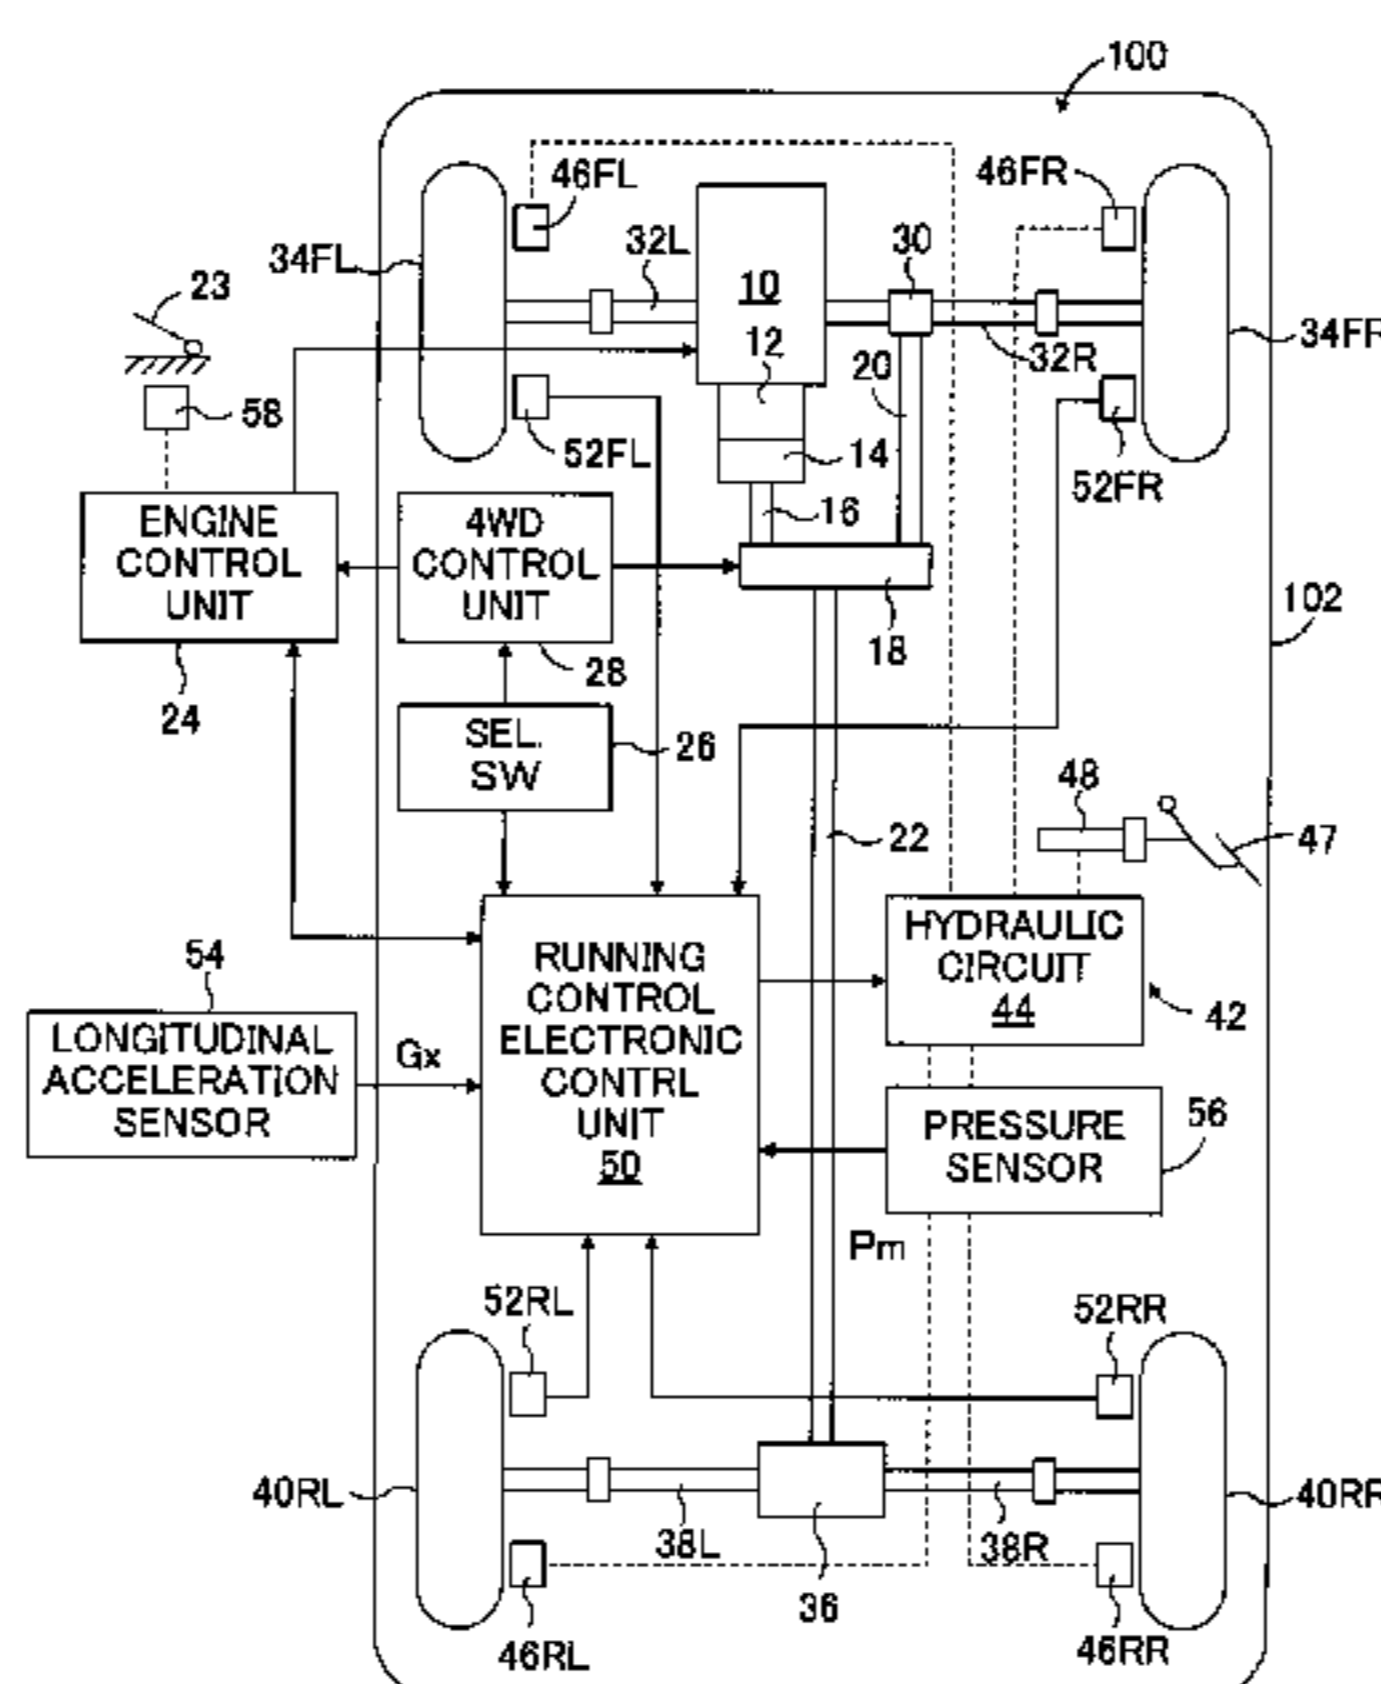 100
46FL
46FR
34FL
32L
30
23
10
34FR
12
20
32R
58
52FL
14
52FR
16
ENGINE
CONTROL
UNIT
4WD
CONTROL
UNIT
102
18
28
24
SEL.
SW
26
48
22
47
54
RUNNING
CONTROL
ELECTRONIC
CONTRL
UNIT
50
HYDRAULIC
CIRCUIT
44
42
LONGITUDINAL
ACCELERATION
SENSOR
Gx
PRESSURE
SENSOR
56
Pm
52RL
52RR
40RL
40RR
38L
38R
36
46RL
46RR